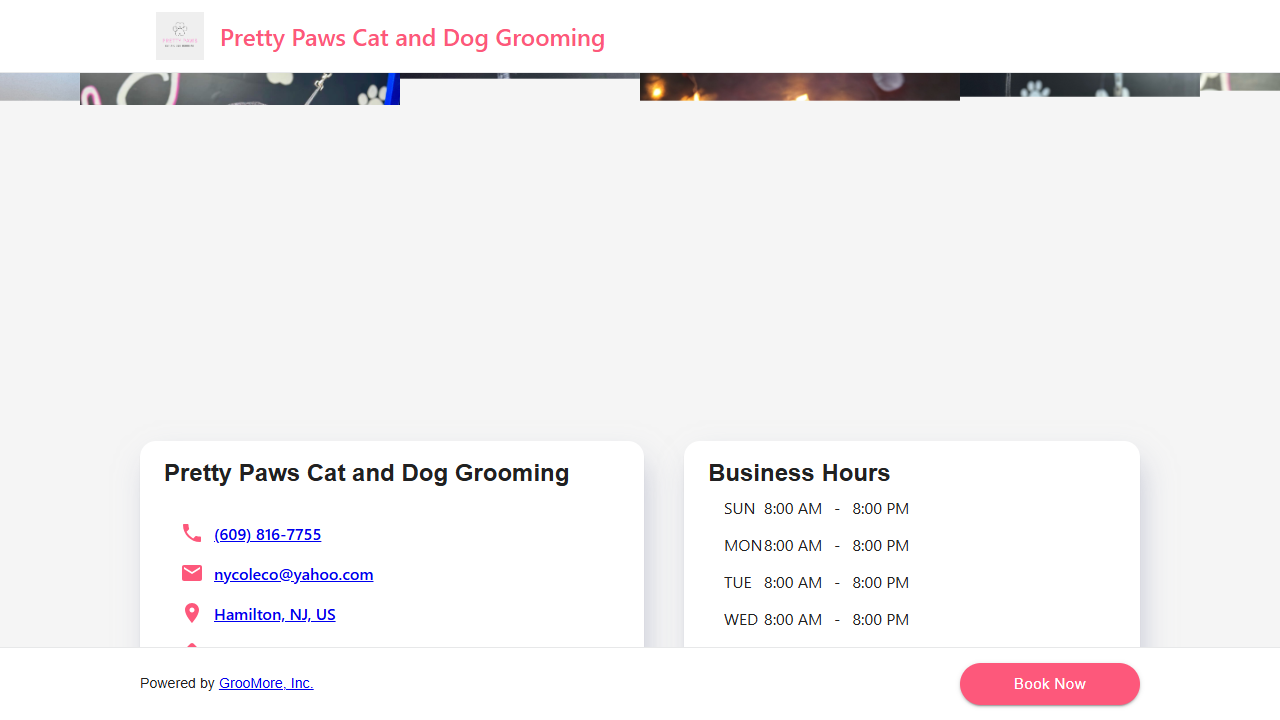 PRETTY PAWS
Pretty Paws Cat and Dog Grooming
Pretty Paws Cat and Dog Grooming
(609) 816-7755
nycoleco@yahoo.com
Hamilton, NJ, US
Business Hours
SUN 8:00 AM - 8:00 PM
MON 8:00 AM - 8:00 PM
TUE 8:00 AM - 8:00 PM
WED 8:00 AM - 8:00 PM
Powered by GrooMore, Inc.
Book Now